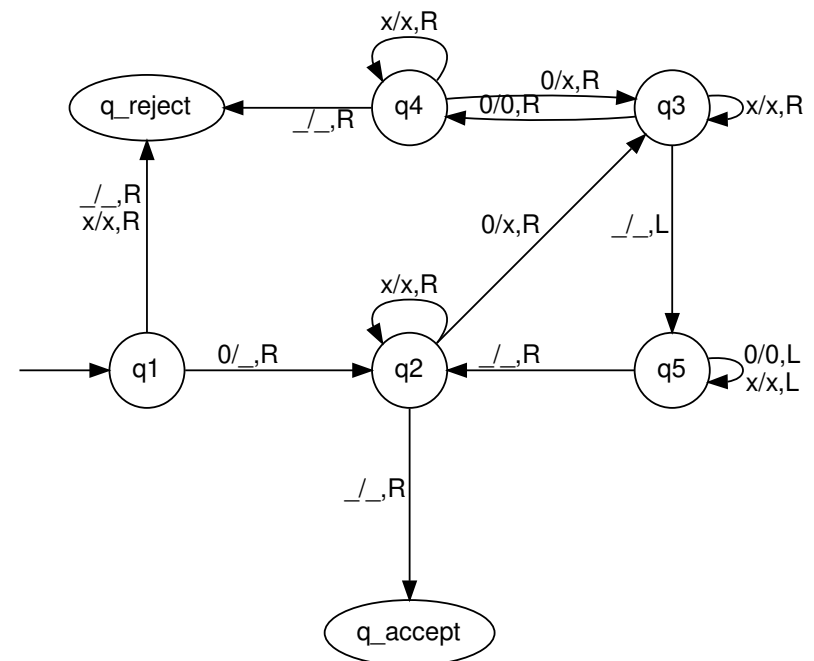 x/x,R
0/x,R
q_reject
q4
0/0,R
q3
x/x,R
_/_,R
_/_,R
x/x,R
0/x,R
_/_,L
x/x,R
q1
0/_,R
q2
_/_,R
q5
0/0,L
x/x,L
_/_,R
q_accept